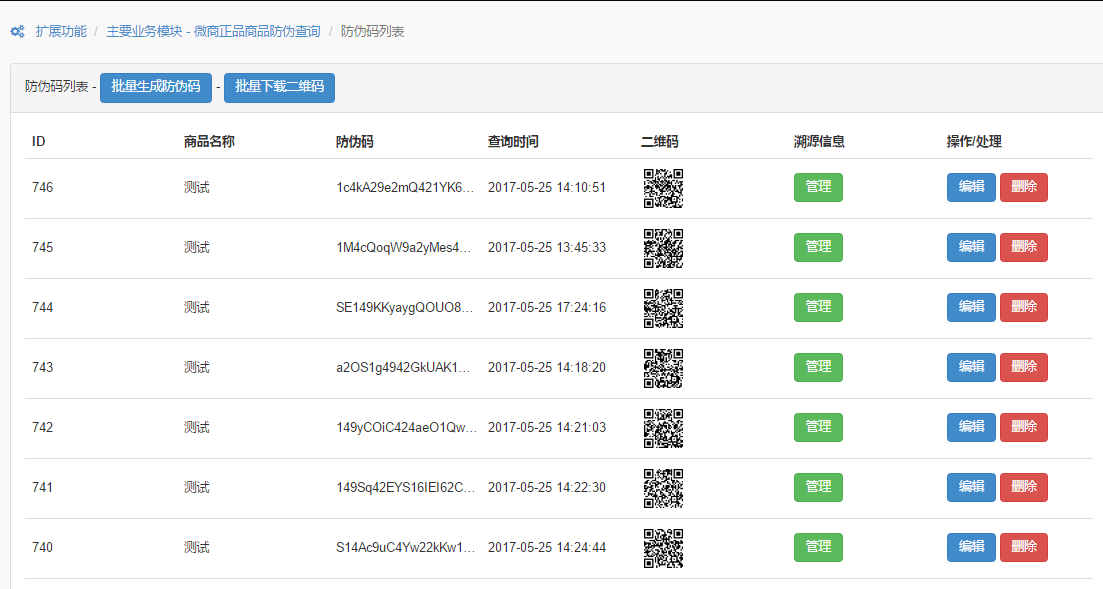 扩展功能 / 主要业务模块 - 微商正品商品防伪查询 / 防伪码列表
防伪码列表 - 批量生成防伪码 - 批量下载二维码
ID 商品名称 防伪码 查询时间 二维码 溯源信息 操作/处理
746 测试 1c4kA29e2mQ421YK6... 2017-05-25 14:10:51 管理 编辑 删除
745 测试 1M4cQoqW9a2yMes4... 2017-05-25 13:45:33 管理 编辑 删除
744 测试 SE149KKyaygQOUO8... 2017-05-25 17:24:16 管理 编辑 删除
743 测试 a2OS1g4942GkUAK1... 2017-05-25 14:18:20 管理 编辑 删除
742 测试 149yCOiC424aeO1Qw... 2017-05-25 14:21:03 管理 编辑 删除
741 测试 149Sq42EYS16IEI62C... 2017-05-25 14:22:30 管理 编辑 删除
740 测试 S14Ac9uC4Yw22kKw1... 2017-05-25 14:24:44 管理 编辑 删除